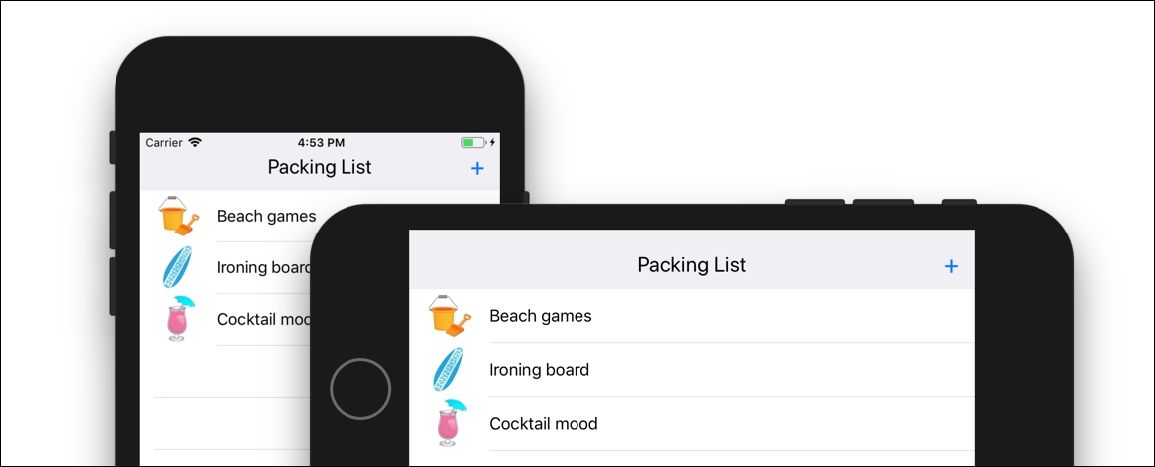 Carrier 4:53 PM
Packing List +
Beach games
Ironing board
Cocktail moo
Packing List +
Beach games
Ironing board
Cocktail mood